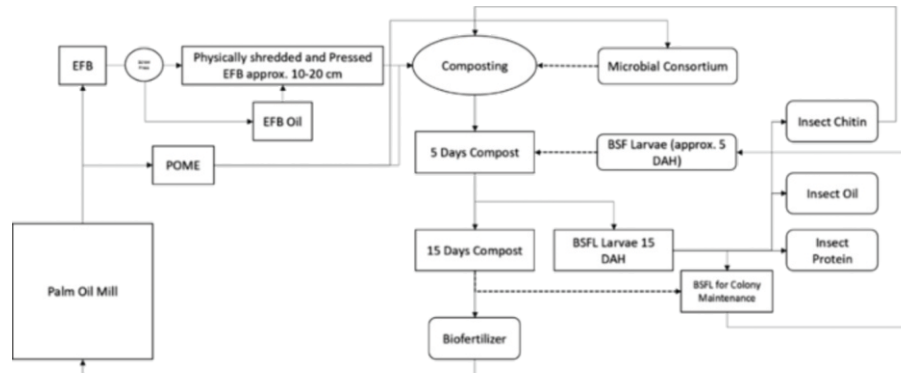 EFB
Screw
Press
Physically shredded and Pressed
EFB approx. 10-20 cm
Composting
Microbial Consortium
EFB Oil
Insect Chitin
5 Days Compost
BSF Larvae (approx. 5
DAH)
POME
Insect Oil
15 Days Compost
BSFL Larvae 15
DAH
Insect
Protein
Palm Oil Mill
BSFL for Colony
Maintenance
Biofertilizer